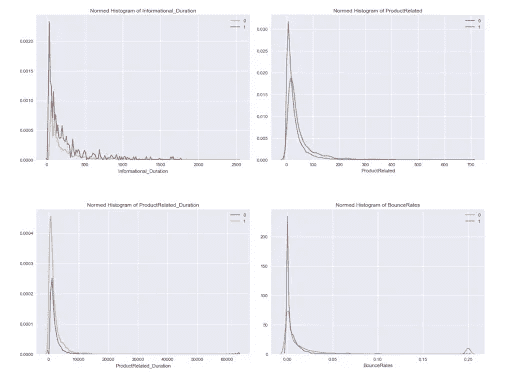 Normed Histogram of Informational_Duration
0
1
0.0020
0.0015
0.0010
0.0005
0.0000
0 500 1000 1500 2000 2500
Informational_Duration
Normed Histogram of ProductRelated
0
1
0.030
0.025
0.020
0.015
0.010
0.005
0.000
0 100 200 300 400 500 600 700
ProductRelated
Normed Histogram of ProductRelated_Duration
0
1
0.0004
0.0003
0.0002
0.0001
0.0000
0 10000 20000 30000 40000 50000 60000
ProductRelated_Duration
Normed Histogram of BounceRates
0
1
200
150
100
50
0
0.00 0.05 0.10 0.15 0.20
BounceRates